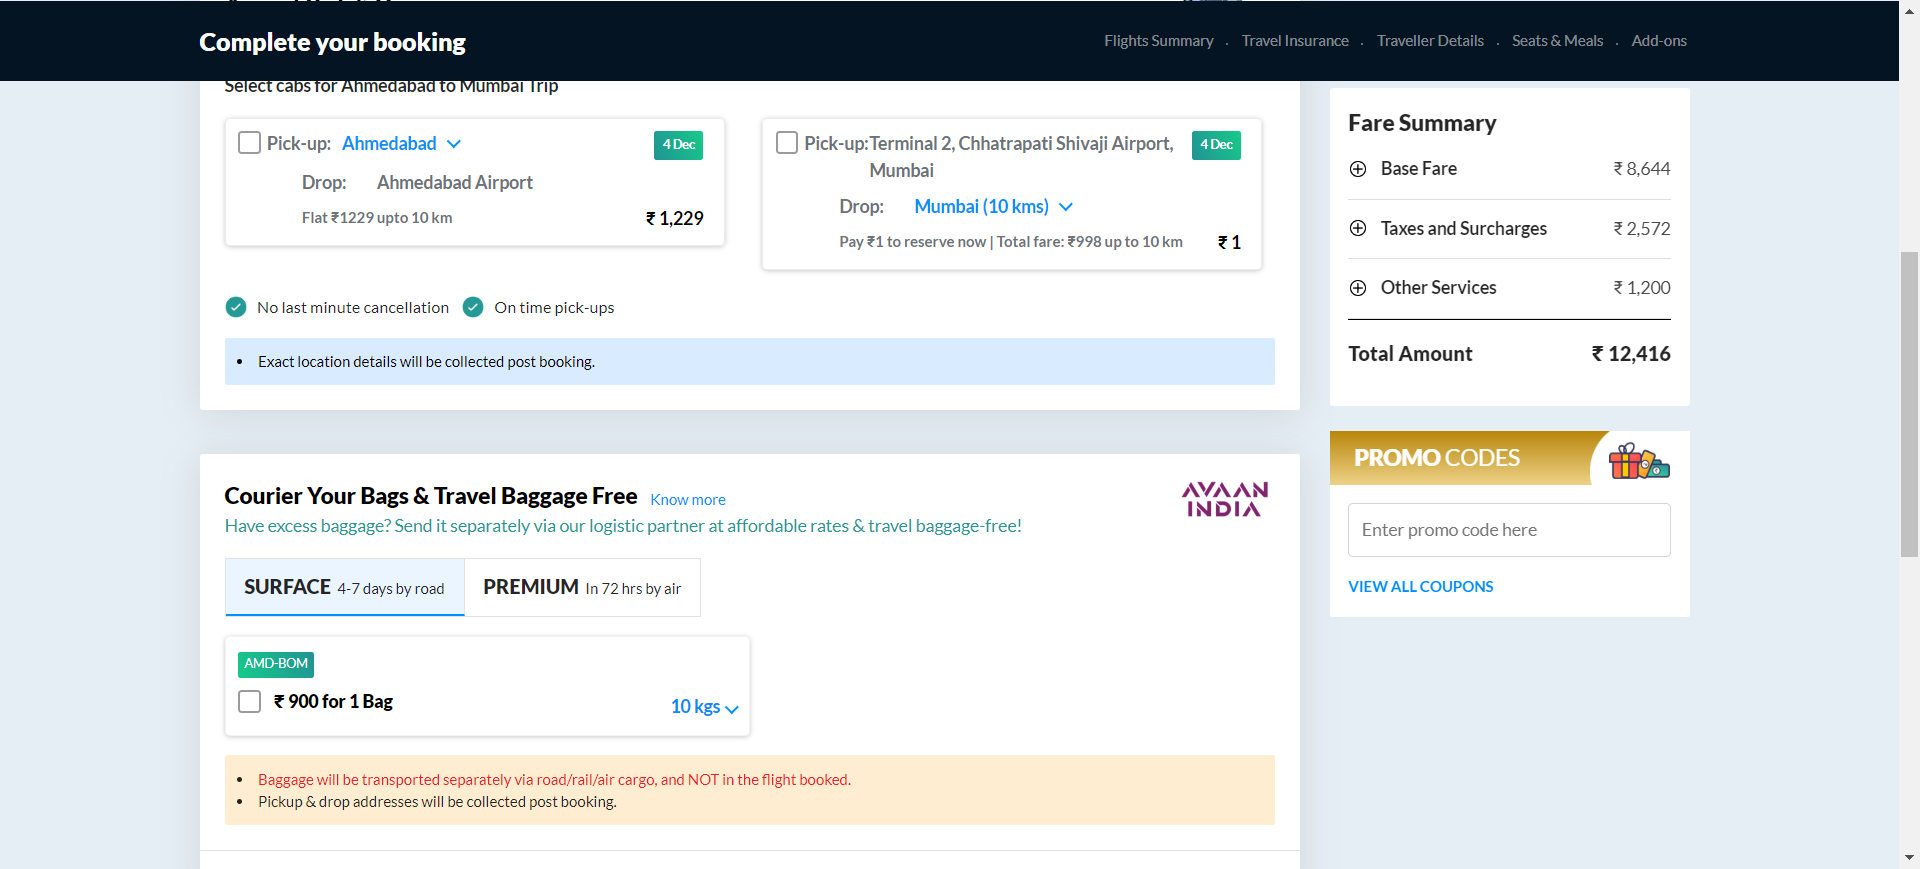 Complete your booking
Flights Summary . Travel Insurance . Traveller Details . Seats & Meals . Add-ons
Select cabs for Ahmedabad to Mumbai Trip
Pick-up: Ahmedabad
4 Dec
Drop: Ahmedabad Airport
Flat ₹1229 upto 10 km
₹ 1,229
Pick-up:Terminal 2, Chhatrapati Shivaji Airport,
Mumbai
4 Dec
Drop: Mumbai (10 kms)
Pay ₹1 to reserve now | Total fare: ₹998 up to 10 km
₹ 1
No last minute cancellation
On time pick-ups
• Exact location details will be collected post booking.
Courier Your Bags & Travel Baggage Free Know more
Have excess baggage? Send it separately via our logistic partner at affordable rates & travel baggage-free!
AVAAN
INDIA
SURFACE 4-7 days by road
PREMIUM In 72 hrs by air
AMD-BOM
₹ 900 for 1 Bag
10 kgs
• Baggage will be transported separately via road/rail/air cargo, and NOT in the flight booked.
• Pickup & drop addresses will be collected post booking.
Fare Summary
Base Fare ₹ 8,644
Taxes and Surcharges ₹ 2,572
Other Services ₹ 1,200
Total Amount ₹ 12,416
PROMO CODES
Enter promo code here
VIEW ALL COUPONS